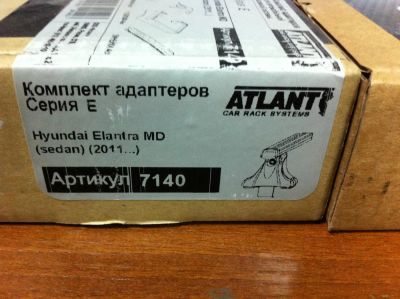 Комплект адаптеров
Серия E
ATLANT
CAR RACK SYSTEMS
Hyundai Elantra MD
(sedan) (2011...)
Артикул 7140